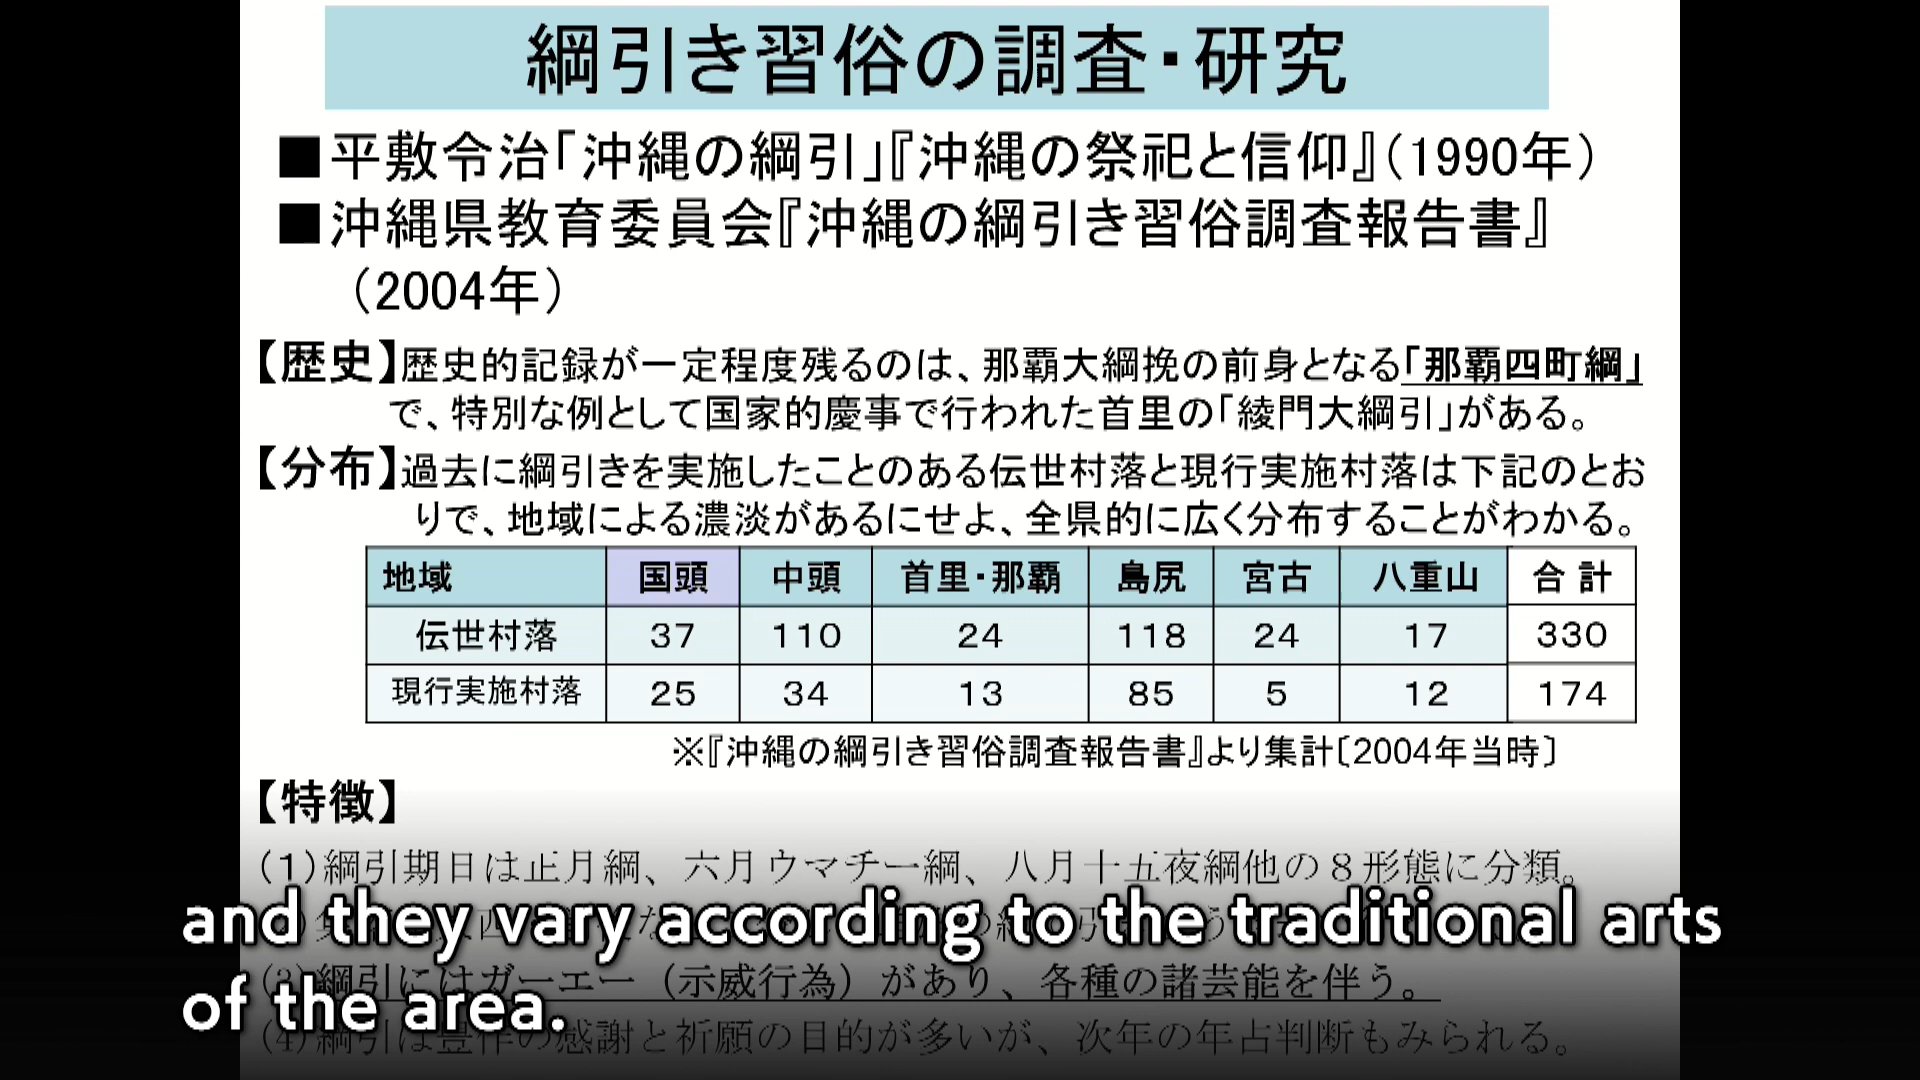 綱引き習俗の調査・研究
■平敷令治「沖縄の綱引」『沖縄の祭祀と信仰』（1990年）
■沖縄県教育委員会『沖縄の綱引き習俗調査報告書』
（2004年）
【歴史】歴史的記録が一定程度残るのは、那覇大綱挽の前身となる「那覇四町綱」
で、特別な例として国家的慶事で行われた首里の「綾門大綱引」がある。
【分布】過去に綱引きを実施したことのある伝世村落と現行実施村落は下記のとお
りで、地域による濃淡があるにせよ、全県的に広く分布することがわかる。
地域 国頭 中頭 首里・那覇 島尻 宮古 八重山 合計
伝世村落 37 110 24 118 24 17 330
現行実施村落 25 34 13 85 5 12 174
※『沖縄の綱引き習俗調査報告書』より集計〔2004年当時〕
【特徴】
(1)綱引期日は正月綱、六月ウマチー綱、八月十五夜綱他の８形態に分類。
and they vary according to the traditional arts
(3)綱引にはガーエー（示威行為）があり、各種の諸芸能を伴う。
of the area.
(4)綱引は豊作の感謝と祈願の目的が多いが、次年の年占判断もみられる。